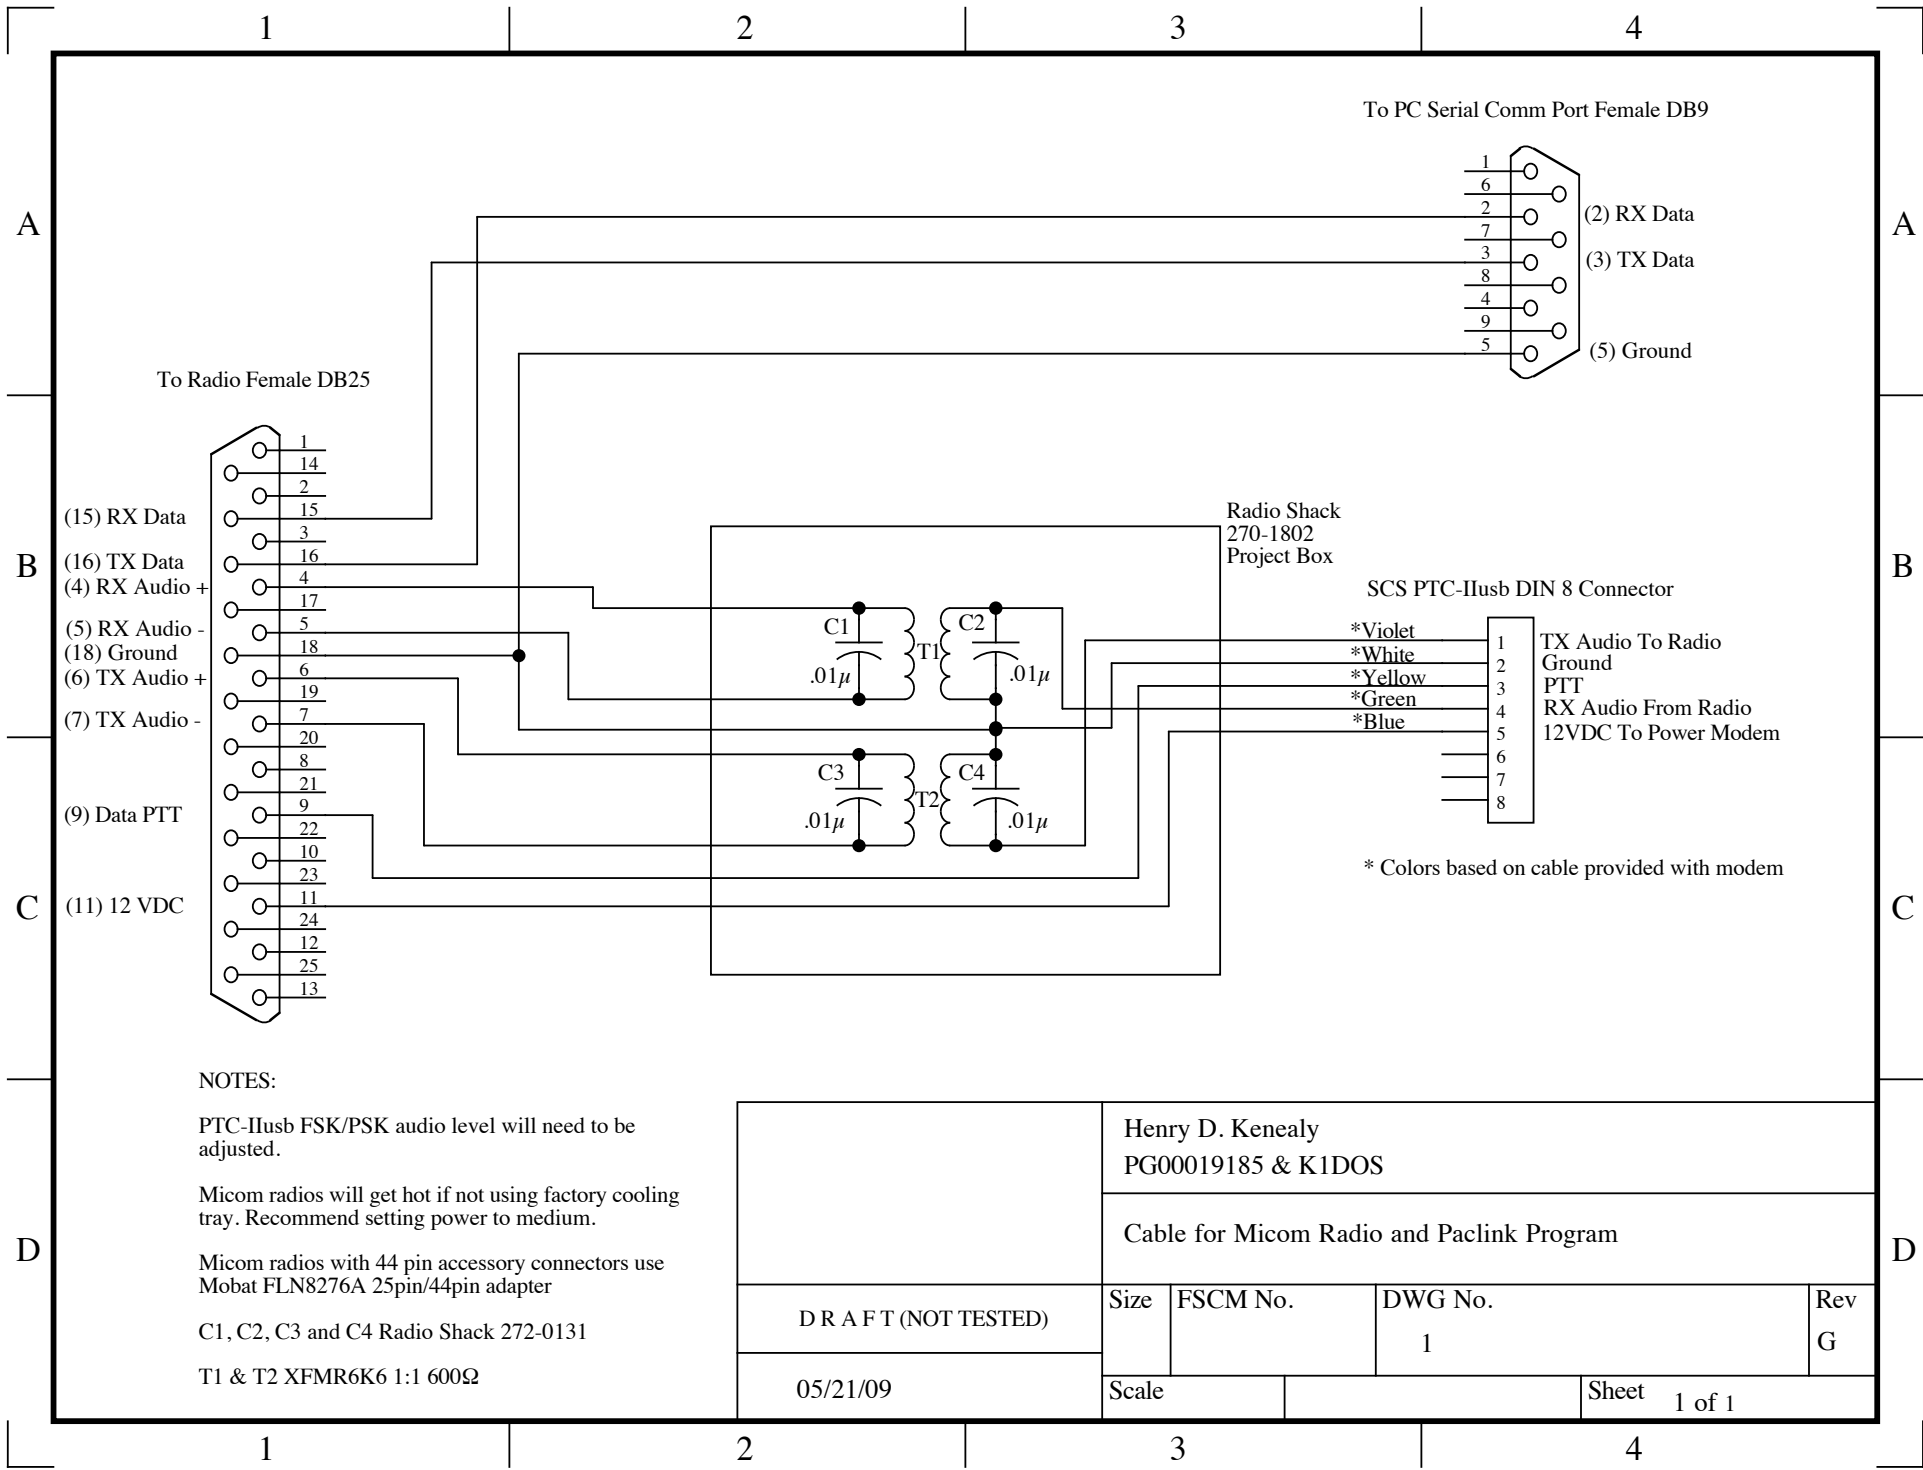 1
2
3
4
A
A
B
B
C
C
D
D
1
2
3
4
To PC Serial Comm Port Female DB9
1
6
2
7
3
8
4
9
5
(2) RX Data
(3) TX Data
(5) Ground
To Radio Female DB25
1
14
2
15
3
16
4
17
5
18
6
19
7
20
8
21
9
22
10
23
11
24
12
25
13
(15) RX Data
(16) TX Data
(4) RX Audio +
(5) RX Audio -
(18) Ground
(6) TX Audio +
(7) TX Audio -
(9) Data PTT
(11) 12 VDC
Radio Shack
270-1802
Project Box
C1
.01µ
T1
C2
.01µ
C3
.01µ
T2
C4
.01µ
SCS PTC-IIusb DIN 8 Connector
*Violet
*White
*Yellow
*Green
*Blue
1
2
3
4
5
6
7
8
TX Audio To Radio
Ground
PTT
RX Audio From Radio
12VDC To Power Modem
* Colors based on cable provided with modem
NOTES:
PTC-IIusb FSK/PSK audio level will need to be
adjusted.
Micom radios will get hot if not using factory cooling
tray. Recommend setting power to medium.
Micom radios with 44 pin accessory connectors use
Mobat FLN8276A 25pin/44pin adapter
C1, C2, C3 and C4 Radio Shack 272-0131
T1 & T2 XFMR6K6 1:1 600Ω
Henry D. Kenealy
PG00019185 & K1DOS
Cable for Micom Radio and Paclink Program
D R A F T (NOT TESTED)
05/21/09
Size
FSCM No.
DWG No.
1
Rev
G
Scale
Sheet
1 of 1